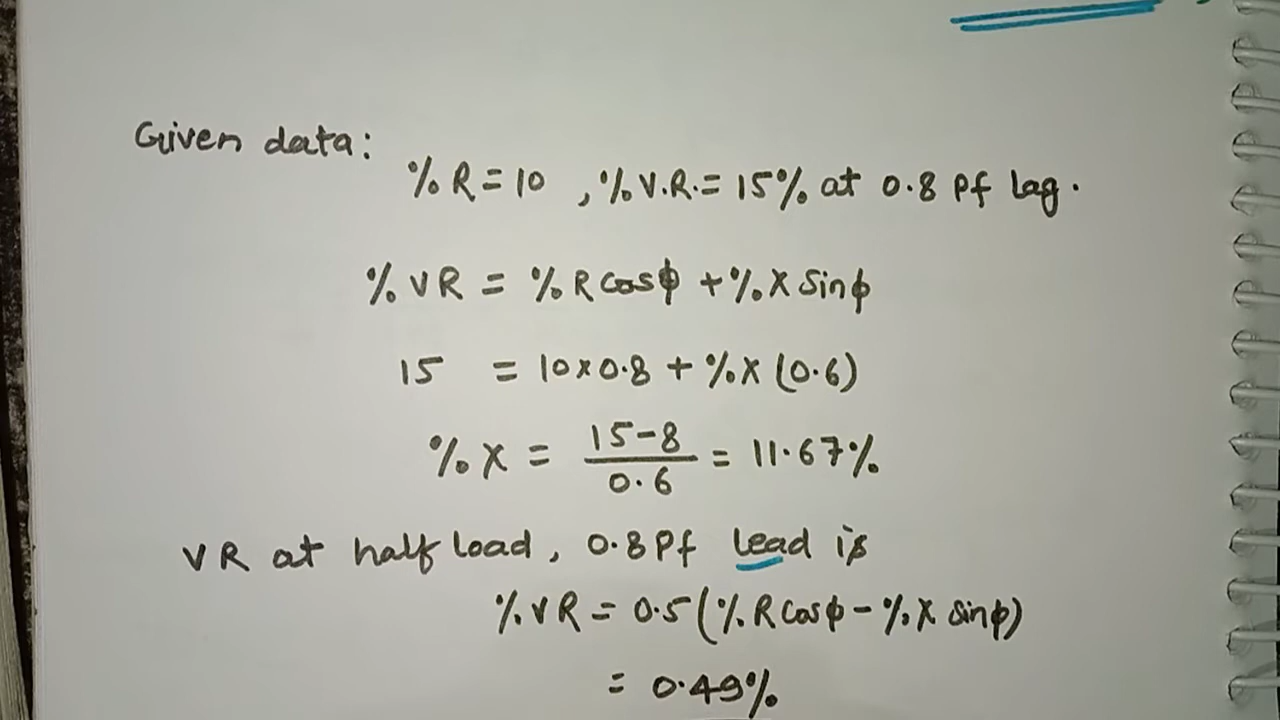 Given data:
% R = 10 , % V.R. = 15% at 0.8 Pf lag.
% VR = % R cosϕ + % X sinϕ
15 = 10 x 0.8 + % X (0.6)
% X = 15-8 / 0.6 = 11.67%
VR at half load, 0.8 Pf lead is
% VR = 0.5 (% R cosϕ - % X sinϕ)
= 0.49%